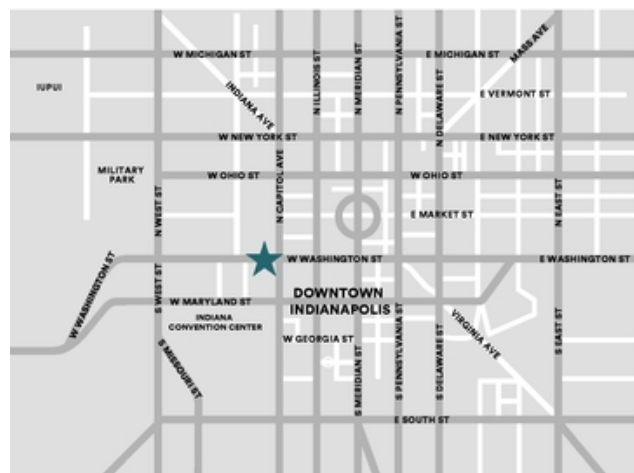 W MICHIGAN ST
E MICHIGAN ST
MASS AVE
N ILLINOIS ST
N MERIDIAN ST
N PENNSYLVANIA ST
N DELAWARE ST
IUPUI
INDIANA AVE
E VERMONT ST
W NEW YORK ST
E NEW YORK ST
MILITARY
PARK
W OHIO ST
W OHIO ST
N CAPITOL AVE
N WEST ST
N EAST ST
E MARKET ST
W WASHINGTON ST
W WASHINGTON ST
E WASHINGTON ST
S WEST ST
W MARYLAND ST
DOWNTOWN
INDIANAPOLIS
INDIANA
CONVENTION CENTER
W GEORGIA ST
VIRGINIA AVE
S MISSOURI ST
S MERIDIAN ST
S PENNSYLVANIA ST
S DELAWARE ST
S EAST ST
E SOUTH ST